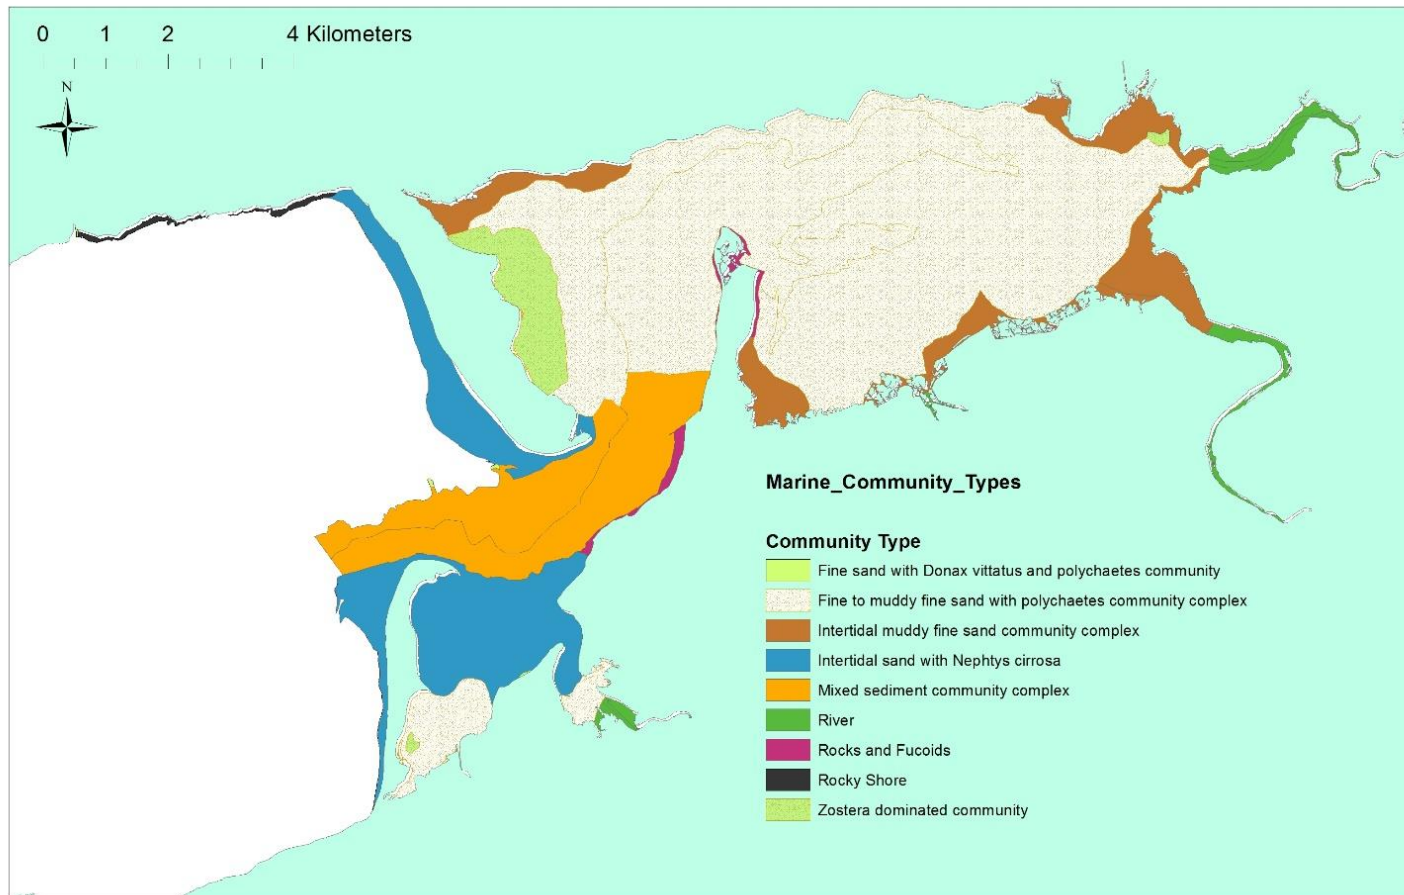 0 1 2 4 Kilometers
N
Marine_Community_Types
Community Type
Fine sand with Donax vittatus and polychaetes community
Fine to muddy fine sand with polychaetes community complex
Intertidal muddy fine sand community complex
Intertidal sand with Nephtys cirrosa
Mixed sediment community complex
River
Rocks and Fucoids
Rocky Shore
Zostera dominated community